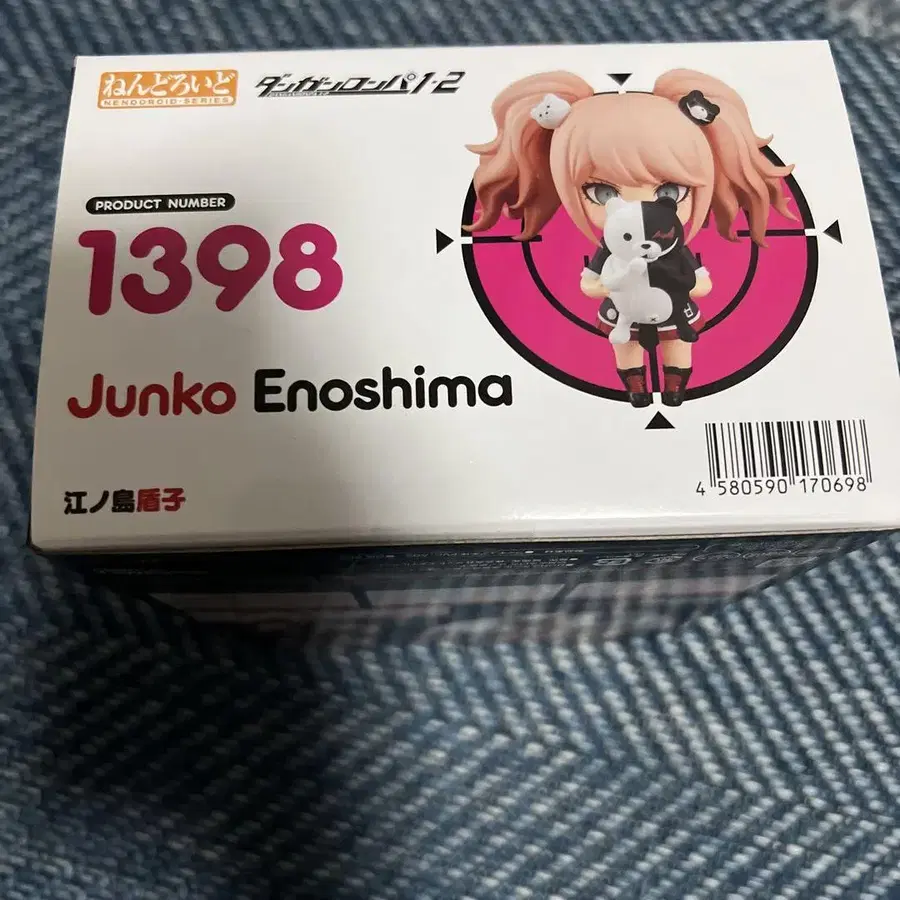 ねんどろいど
NENDOROID·SERIES
ダンガンロンパ1·2
PRODUCT NUMBER
1398
Junko Enoshima
江ノ島盾子
4 580590 170698